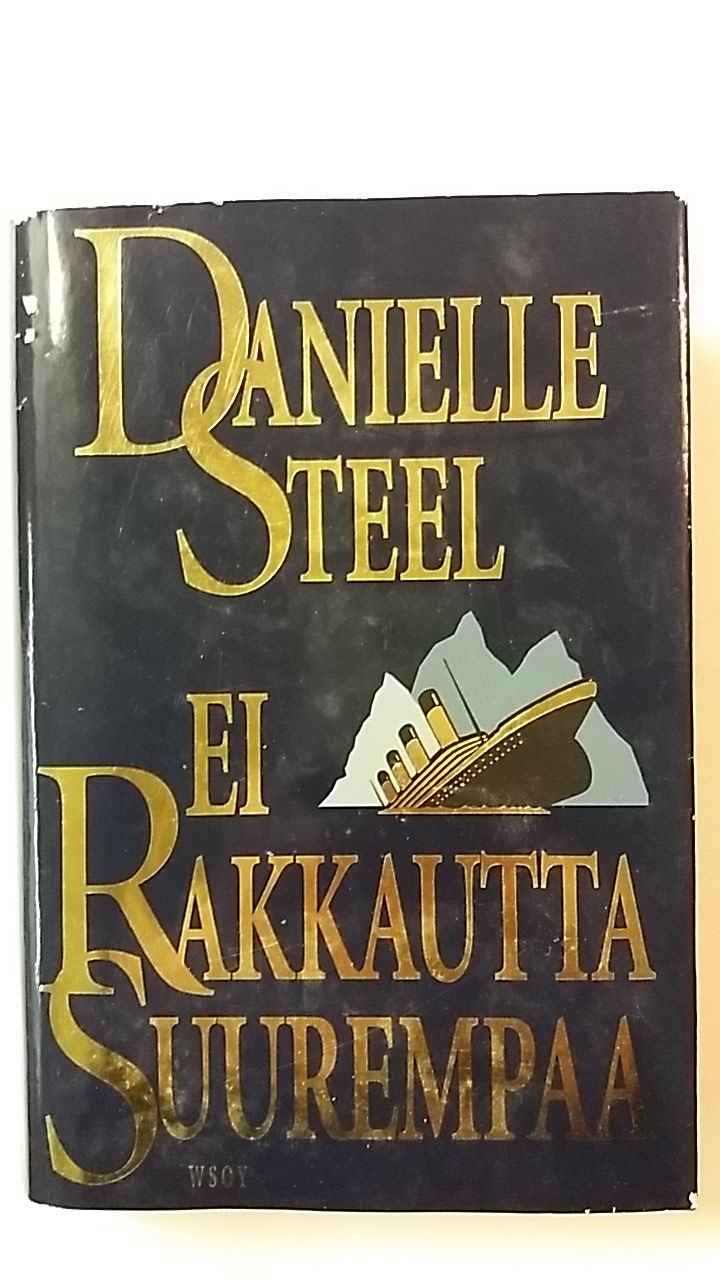 DANIELLE
STEEL
EI
RAKKAUTTA
SUUREMPAA
WSOY